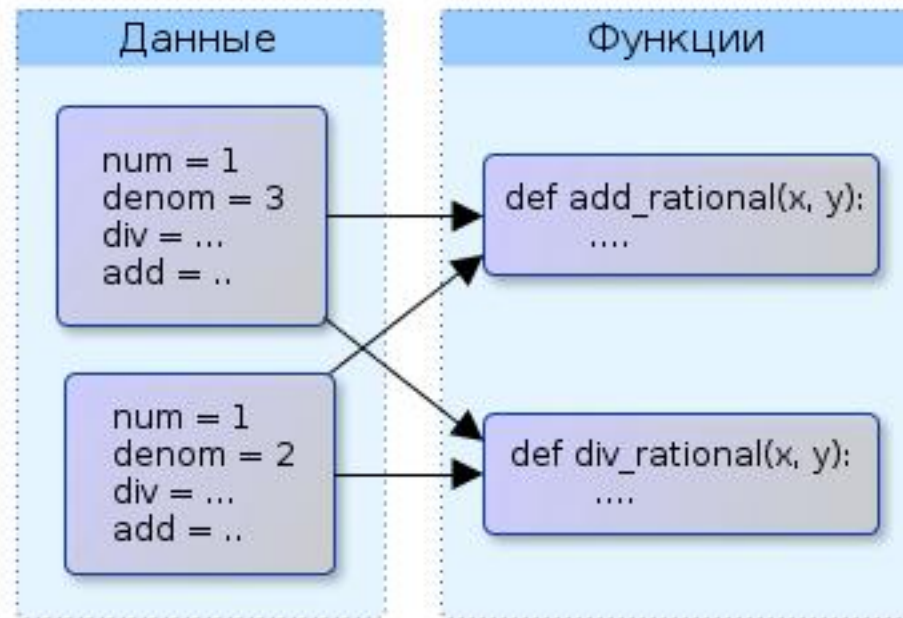 Данные
num = 1
denom = 3
div = ...
add = ..
num = 1
denom = 2
div = ...
add = ..
Функции
def add_rational(x, y):
....
def div_rational(x, y):
....